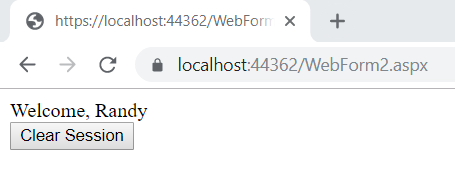 https://localhost:44362/WebForm
localhost:44362/WebForm2.aspx
Welcome, Randy
Clear Session